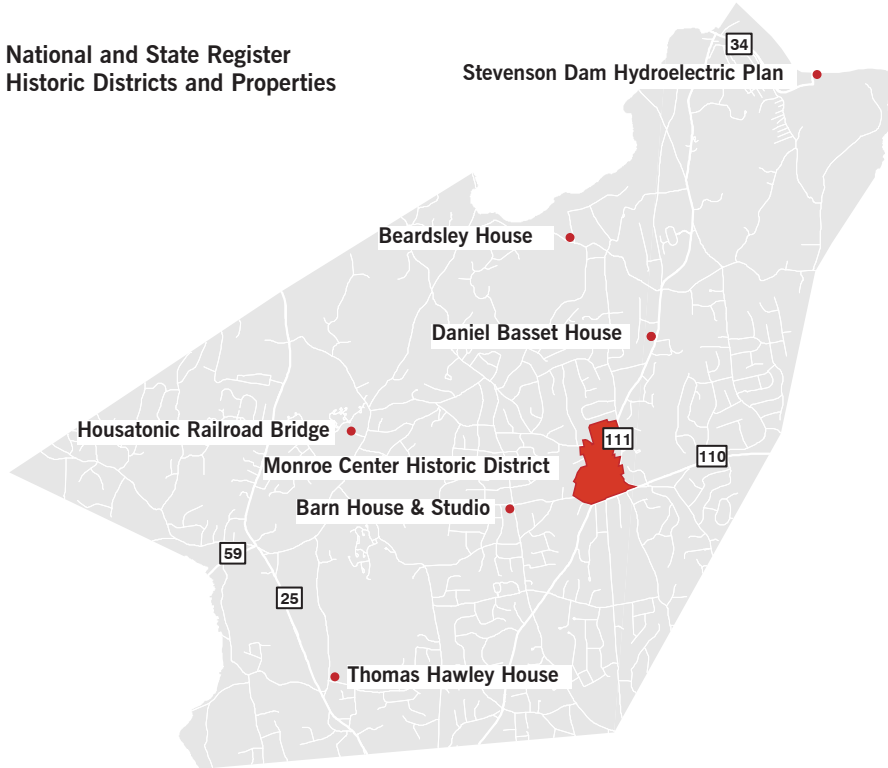 National and State Register
Historic Districts and Properties
34
Stevenson Dam Hydroelectric Plan
Beardsley House
Daniel Basset House
Housatonic Railroad Bridge
111
Monroe Center Historic District
110
Barn House & Studio
59
25
Thomas Hawley House